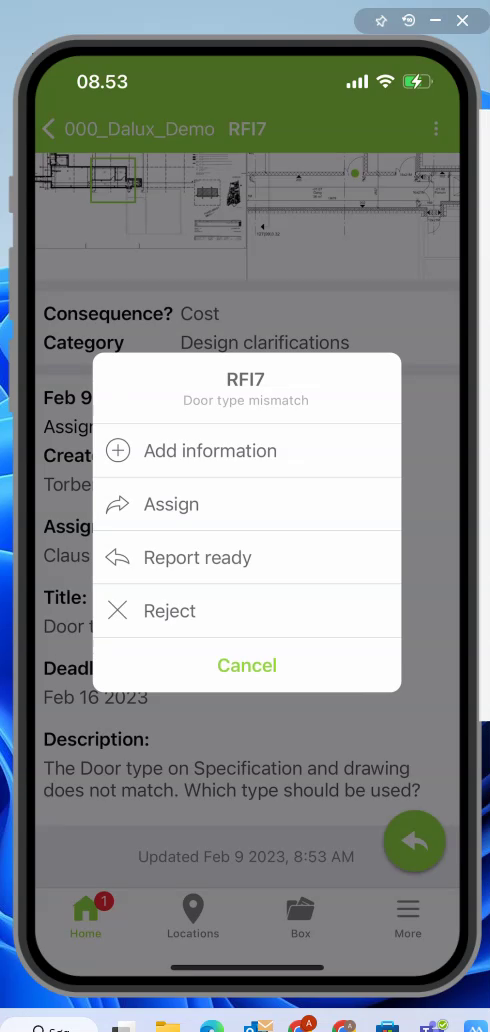 08.53
000_Dalux_Demo RFI7
Consequence? Cost
Category Design clarifications
Feb 9
Assign
Creat
Torbe
Assig
Claus
Title:
Door t
Deadl
Feb 16 2023
Description:
The Door type on Specification and drawing
does not match. Which type should be used?
Updated Feb 9 2023, 8:53 AM
RFI7
Door type mismatch
Add information
Assign
Report ready
Reject
Cancel
1
Home
Locations
Box
More